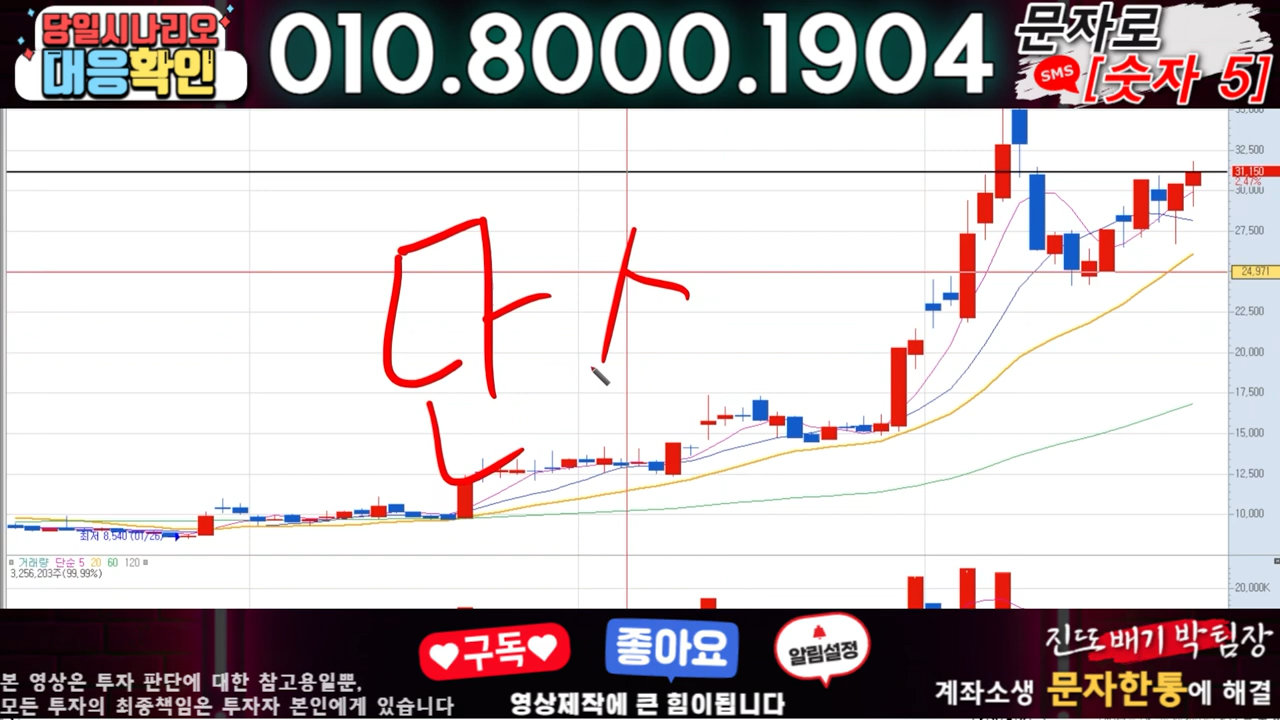 당일시나리오
대응확인
010.8000.1904
문자로
SMS
[숫자 5]
32,500
31,150
2.47%
30,000
27,500
24,971
22,500
20,000
17,500
15,000
12,500
10,000
단 ㅅ
최저 8,540 (01/26)
거래량 단순 5 20 60 120
3,256,203주(99,99%)
20,000K
구독
좋아요
알림설정
진또배기 박팀장
본 영상은 투자 판단에 대한 참고용일뿐,
모든 투자의 최종책임은 투자자 본인에게 있습니다
영상제작에 큰 힘이됩니다
계좌소생 문자한통에 해결